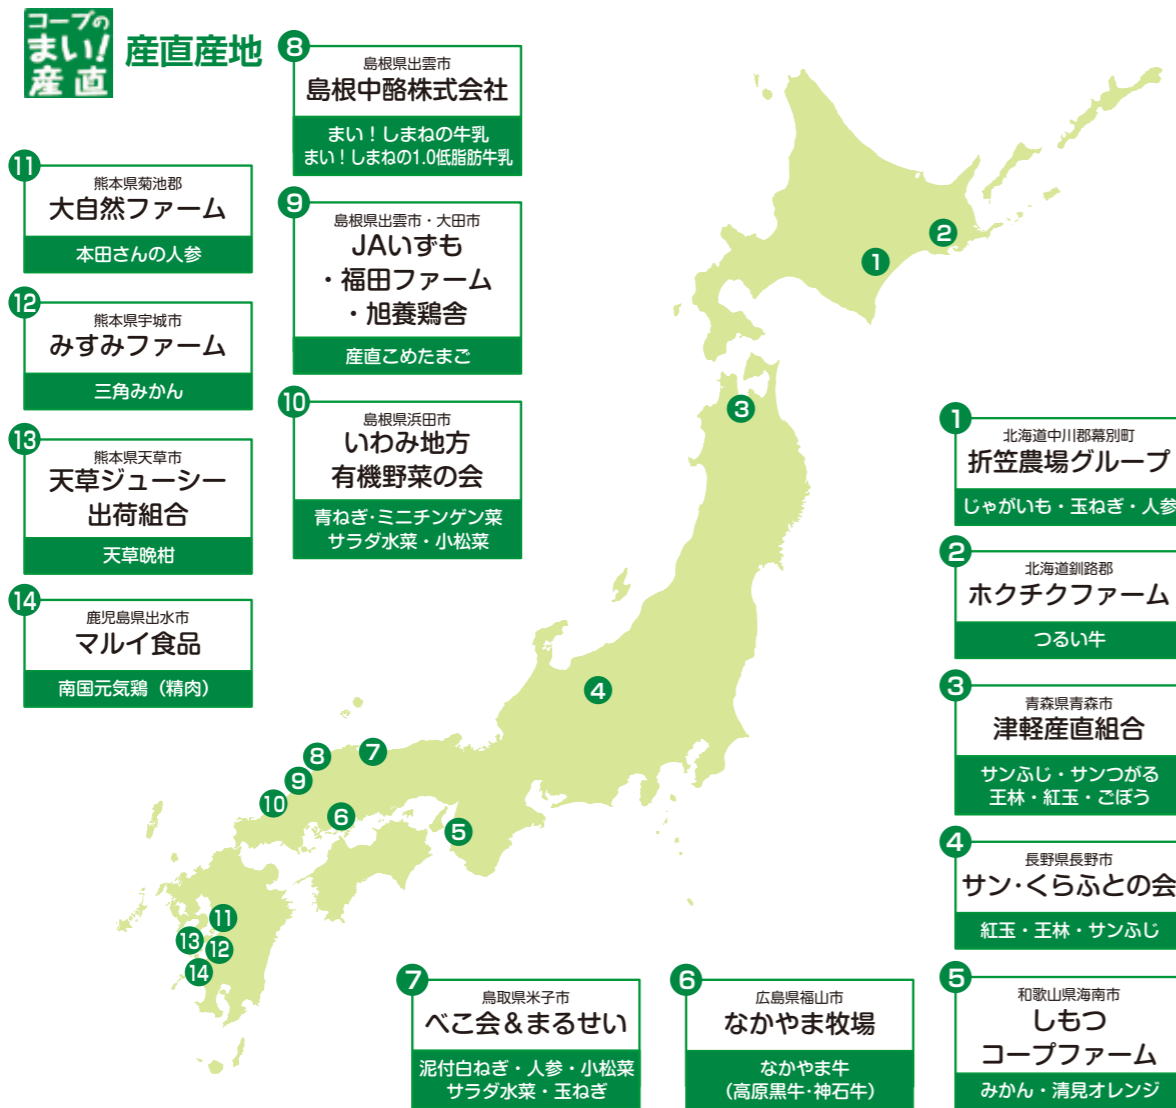 コープの
まい!
産直
産直産地
8
島根県出雲市
島根中酪株式会社
まい！しまねの牛乳
まい！しまねの1.0低脂肪牛乳
11
熊本県菊池郡
大自然ファーム
本田さんの人参
9
島根県出雲市・大田市
JAいずも
・福田ファーム
・旭養鶏舎
産直こめたまご
12
熊本県宇城市
みすみファーム
三角みかん
10
島根県浜田市
いわみ地方
有機野菜の会
青ねぎ・ミニチンゲン菜
サラダ水菜・小松菜
13
熊本県天草市
天草ジューシー
出荷組合
天草晩柑
14
鹿児島県出水市
マルイ食品
南国元気鶏（精肉）
1
2
3
4
5
6
7
8
9
10
11
12
13
14
1
北海道中川郡幕別町
折笠農場グループ
じゃがいも・玉ねぎ・人参
2
北海道釧路郡
ホクチクファーム
つるい牛
3
青森県青森市
津軽産直組合
サンふじ・サンつがる
王林・紅玉・ごぼう
4
長野県長野市
サン・くらふとの会
紅玉・王林・サンふじ
5
和歌山県海南市
しもつ
コープファーム
みかん・清見オレンジ
6
広島県福山市
なかやま牧場
なかやま牛
（高原黒牛・神石牛）
7
鳥取県米子市
べこ会＆まるせい
泥付白ねぎ・人参・小松菜
サラダ水菜・玉ねぎ